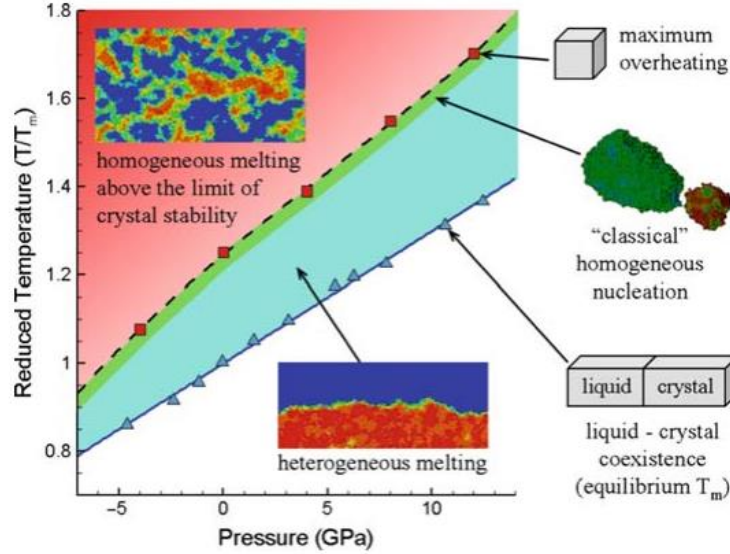 1.8
1.6
1.4
1.2
1
0.8
Reduced Temperature (T/Tm)
homogeneous melting
above the limit of
crystal stability
heterogeneous melting
−5
0
5
10
Pressure (GPa)
maximum
overheating
“classical”
homogeneous
nucleation
liquid
crystal
liquid - crystal
coexistence
(equilibrium Tm)